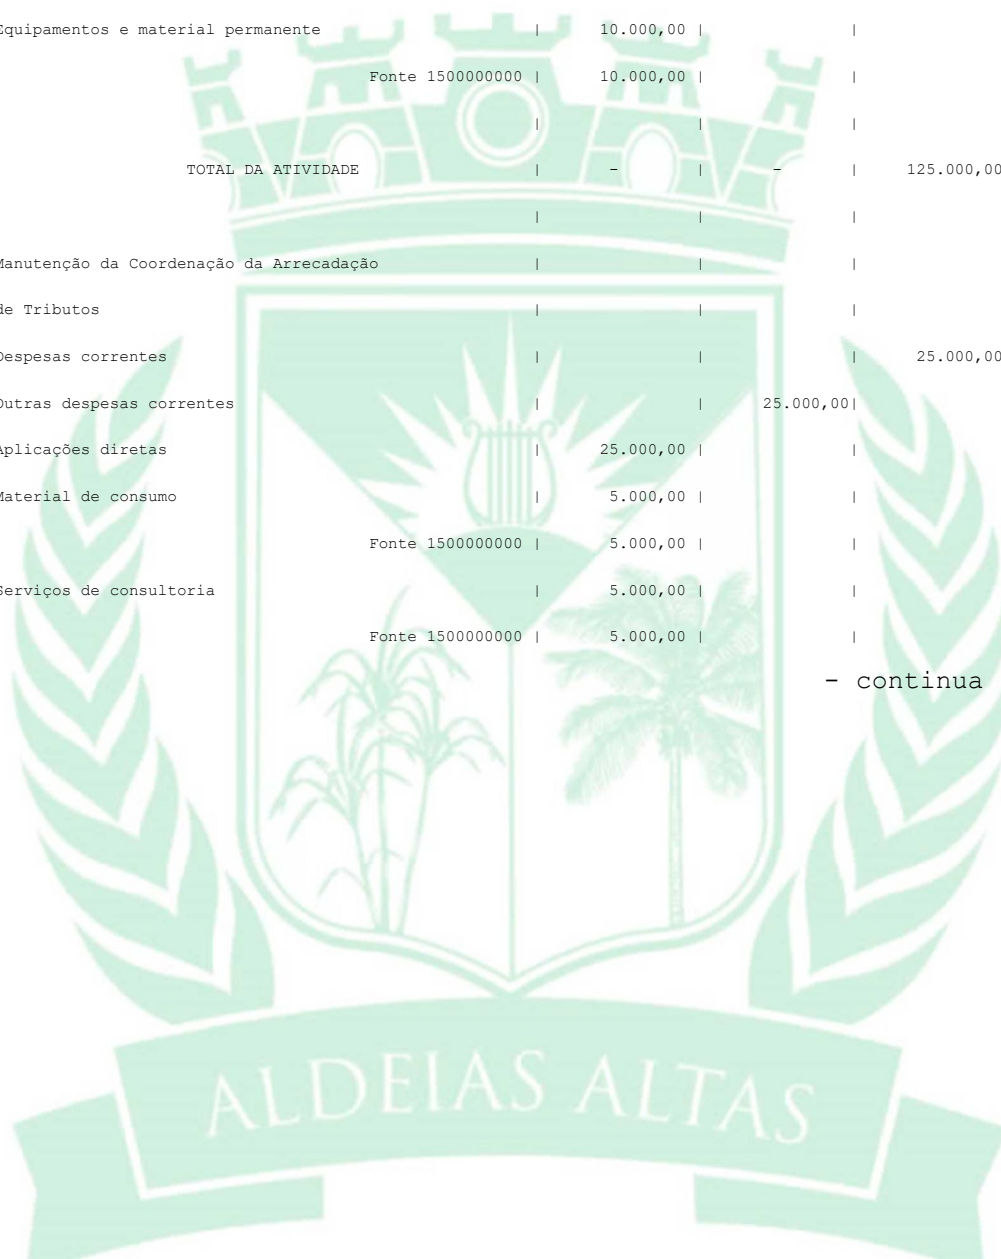 Equipamentos e material permanente | 10.000,00 | |
Fonte 1500000000 | 10.000,00 | |
| | |
TOTAL DA ATIVIDADE | - | - | 125.000,00
| | |
Manutenção da Coordenação da Arrecadação | | |
de Tributos | | |
Despesas correntes | | | 25.000,00
Outras despesas correntes | | 25.000,00|
Aplicações diretas | 25.000,00 | |
Material de consumo | 5.000,00 | |
Fonte 1500000000 | 5.000,00 | |
Serviços de consultoria | 5.000,00 | |
Fonte 1500000000 | 5.000,00 | |
- continua
ALDEIAS ALTAS